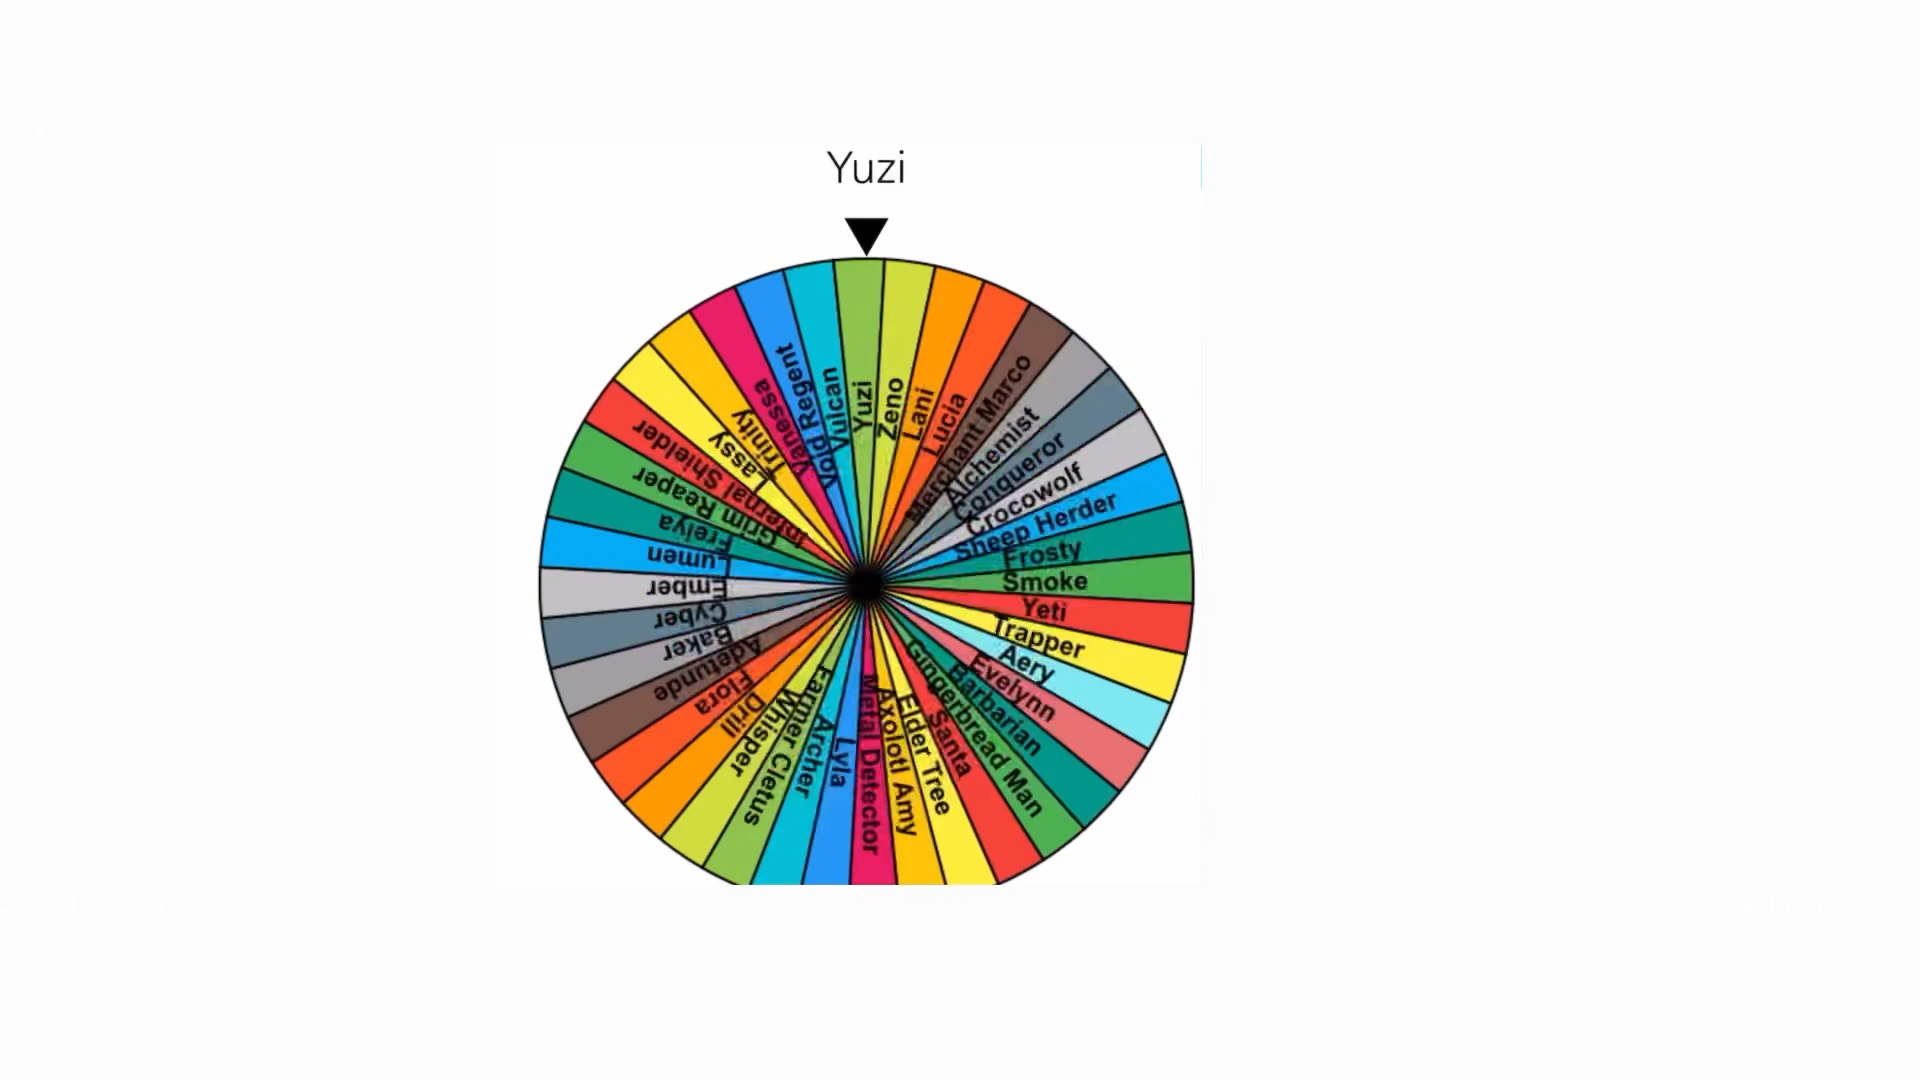 Yuzi
Yuzi
Zeno
Lani
Lucia
Merchant Marco
Alchemist
Conqueror
Crocowolf
Sheep Herder
Frosty
Smoke
Yeti
Trapper
Aery
Evelynn
Barbarian
Gingerbread Man
Santa
Elder Tree
Axolotl Amy
Metal Detector
Lyla
Archer
Farmer Cletus
Whisper
Drill
Flora
Adetunde
Baker
Cyber
Ember
Lumen
Freiya
Grim Reaper
Infernal Shielder
Lassy
Trinity
Vanessa
Void Regent
Vulcan